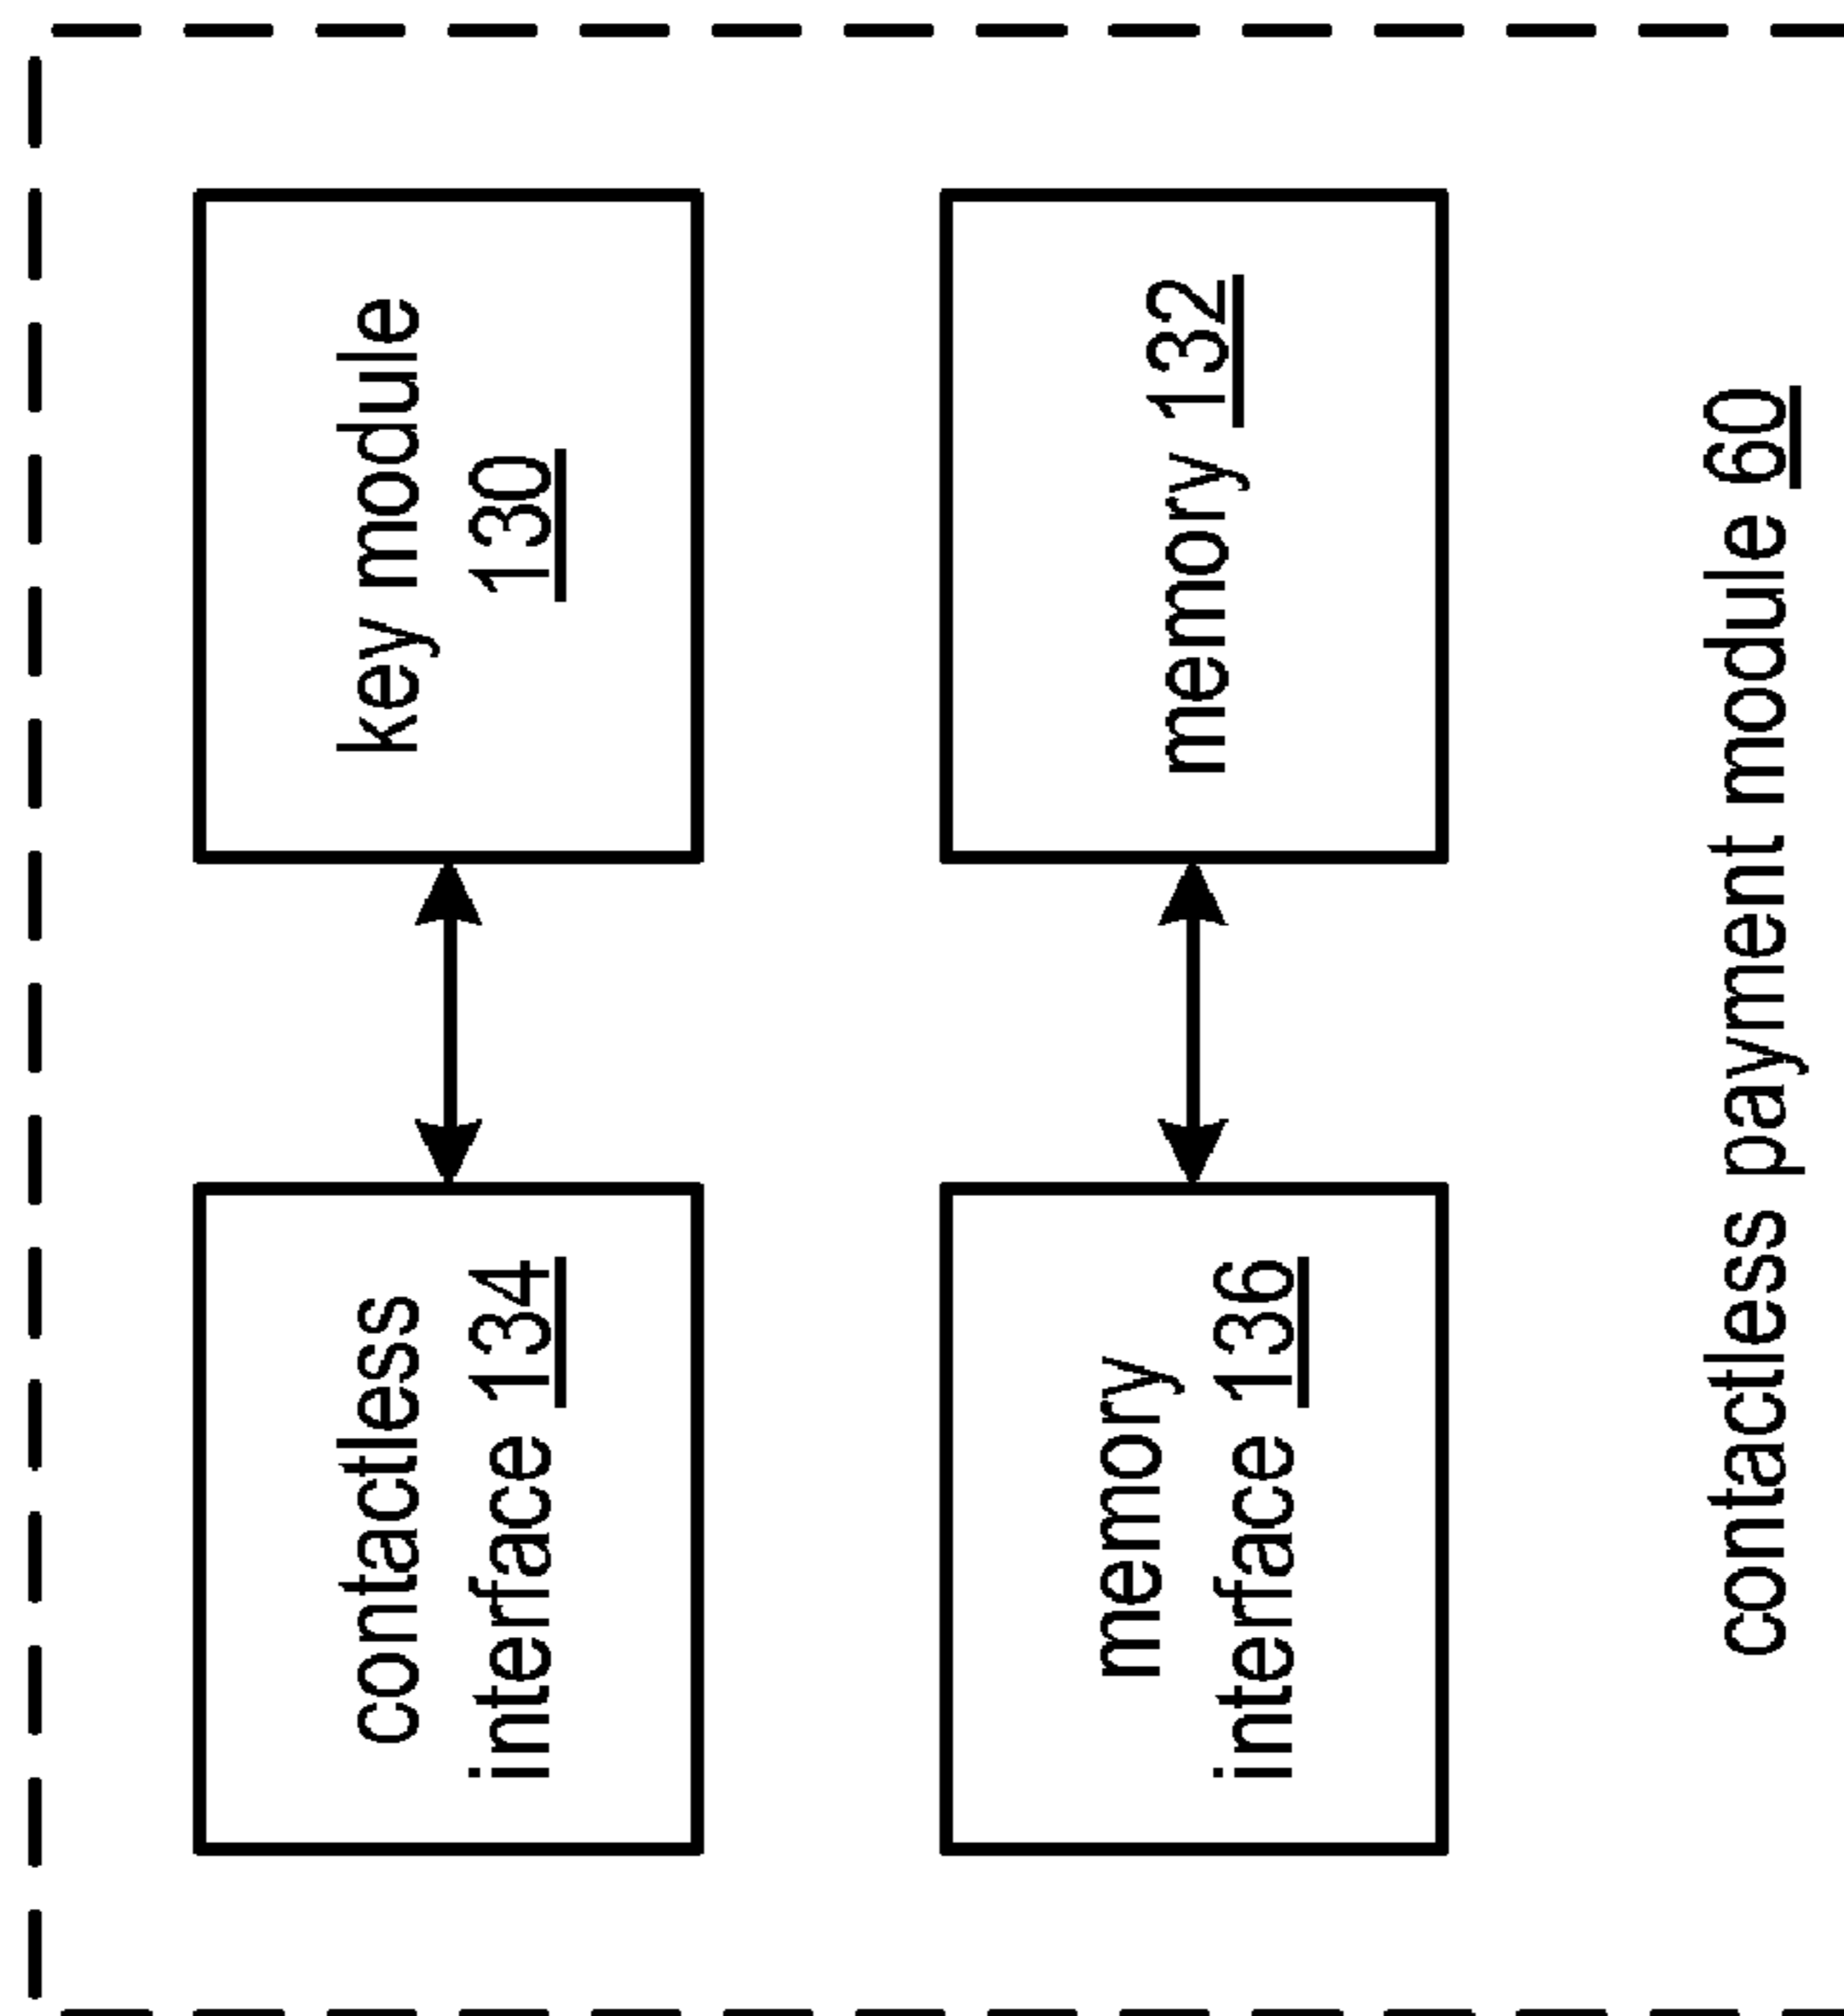 contactless
interface 134
key module
130
memory
interface 136
memory 132
contactless payment module 60